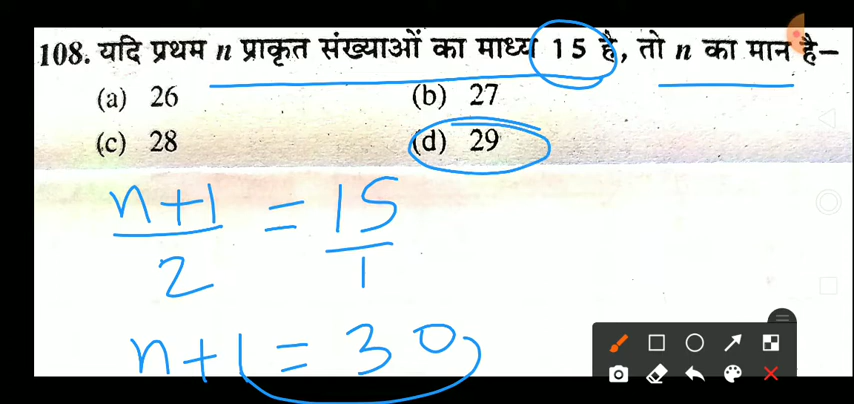 108. यदि प्रथम n प्राकृत संख्याओं का माध्य 15 है, तो n का मान है–
(a) 26 (b) 27
(c) 28 (d) 29
n+1/2 = 15/1
n+1 = 30